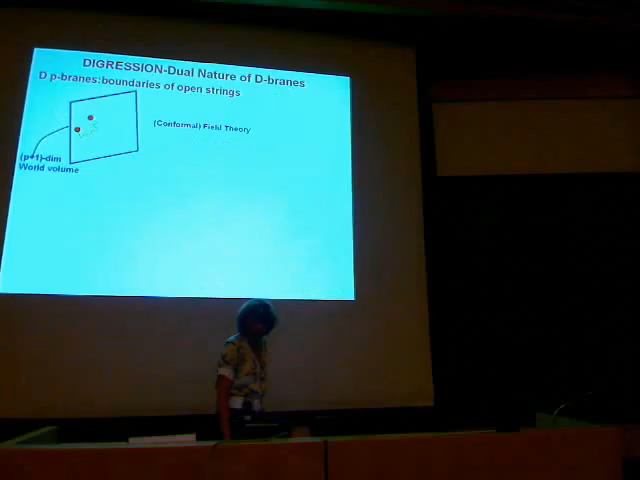 DIGRESSION-Dual Nature of D-branes
D p-branes:boundaries of open strings
(Conformal) Field Theory
(p+1)-dim
World volume